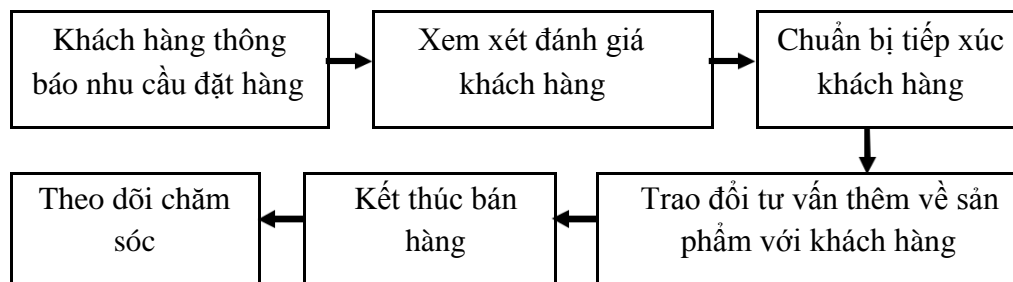 Khách hàng thông
báo nhu cầu đặt hàng
Xem xét đánh giá
khách hàng
Chuẩn bị tiếp xúc
khách hàng
Trao đổi tư vấn thêm về sản
phẩm với khách hàng
Kết thúc bán
hàng
Theo dõi chăm
sóc